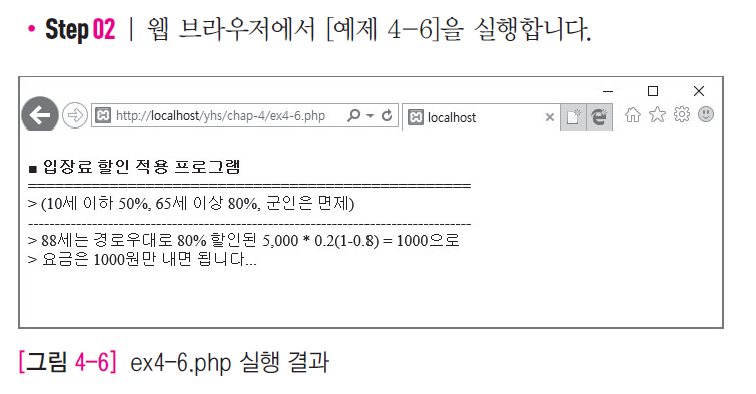 • Step 02 | 웹 브라우저에서 [예제 4-6]을 실행합니다.
http://localhost/yhs/chap-4/ex4-6.php
localhost
■ 입장료 할인 적용 프로그램
==================================================
> (10세 이하 50%, 65세 이상 80%, 군인은 면제)
--------------------------------------------------------------------------------
> 88세는 경로우대로 80% 할인된 5,000 * 0.2(1-0.8) = 1000으로
> 요금은 1000원만 내면 됩니다...
[그림 4-6] ex4-6.php 실행 결과